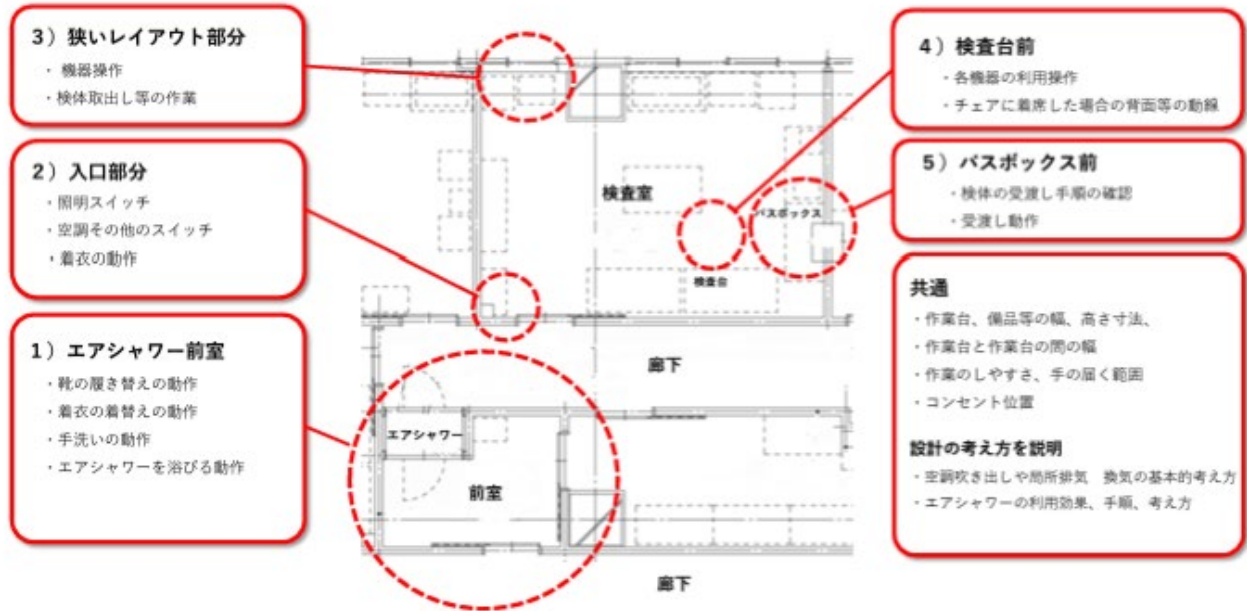 3）狭いレイアウト部分
・ 機器操作
・検体取出し等の作業
2）入口部分
・照明スイッチ
・空調その他のスイッチ
・着衣の動作
1）エアシャワー前室
・靴の履き替えの動作
・着衣の着替えの動作
・手洗いの動作
・エアシャワーを浴びる動作
検査室
パスボックス
検査台
廊下
エアシャワー
前室
廊下
4）検査台前
・各機器の利用操作
・チェアに着席した場合の背面等の動線
5）パスボックス前
・検体の受渡し手順の確認
・受渡し動作
共通
・作業台、備品等の幅、高さ寸法、
・作業台と作業台の間の幅
・作業のしやすさ、手の届く範囲
・コンセント位置
設計の考え方を説明
・空調吹き出しや局所排気　換気の基本的考え方
・エアシャワーの利用効果、手順、考え方